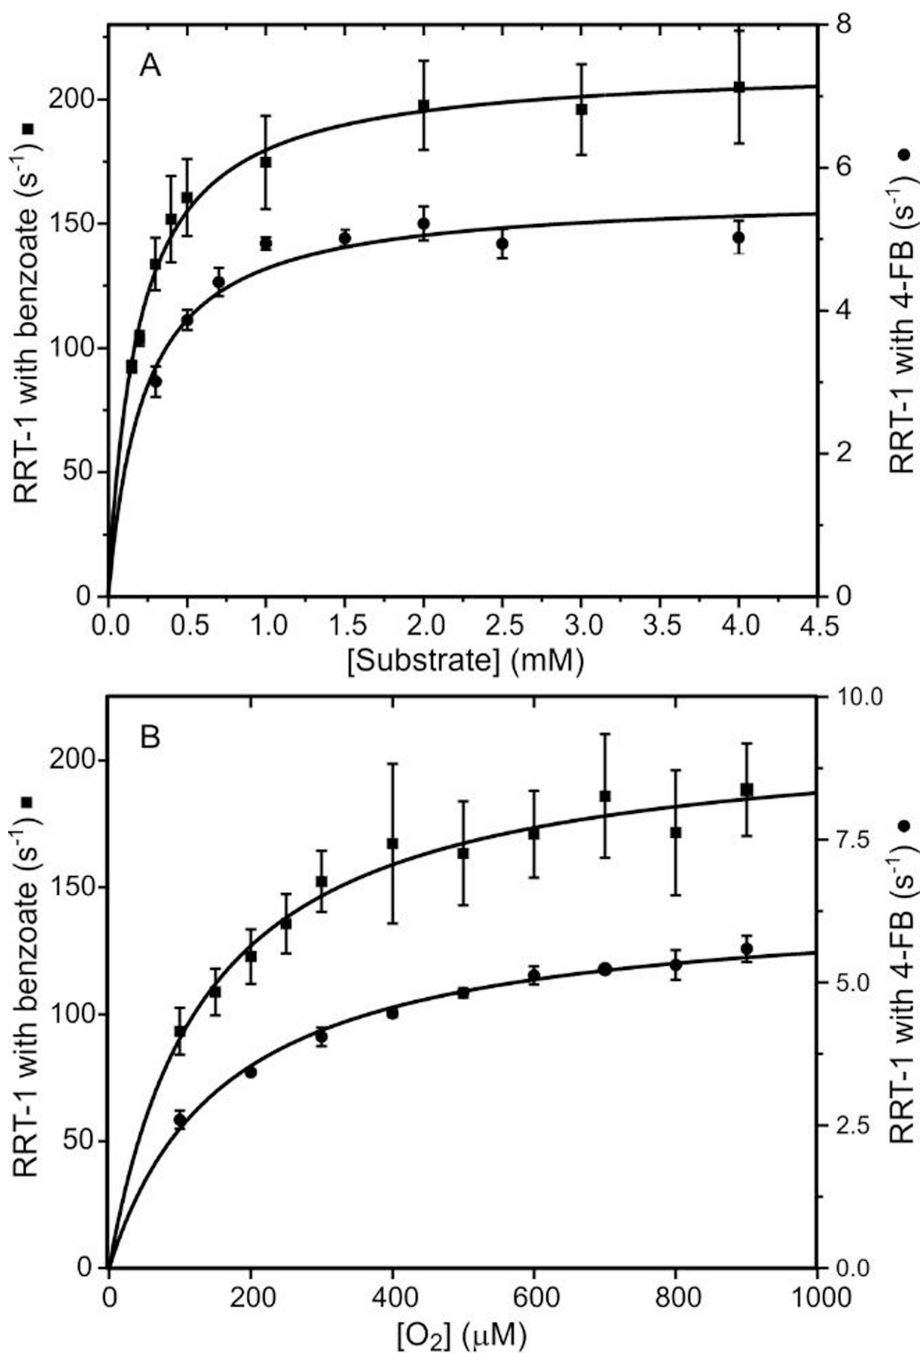 A
RRT-1 with benzoate (s⁻¹) ■
200
150
100
50
0
8
6
4
2
0
RRT-1 with 4-FB (s⁻¹) ●
0.0 0.5 1.0 1.5 2.0 2.5 3.0 3.5 4.0 4.5
[Substrate] (mM)
B
RRT-1 with benzoate (s⁻¹) ■
200
150
100
50
0
10.0
7.5
5.0
2.5
0.0
RRT-1 with 4-FB (s⁻¹) ●
0 200 400 600 800 1000
[O₂] (μM)